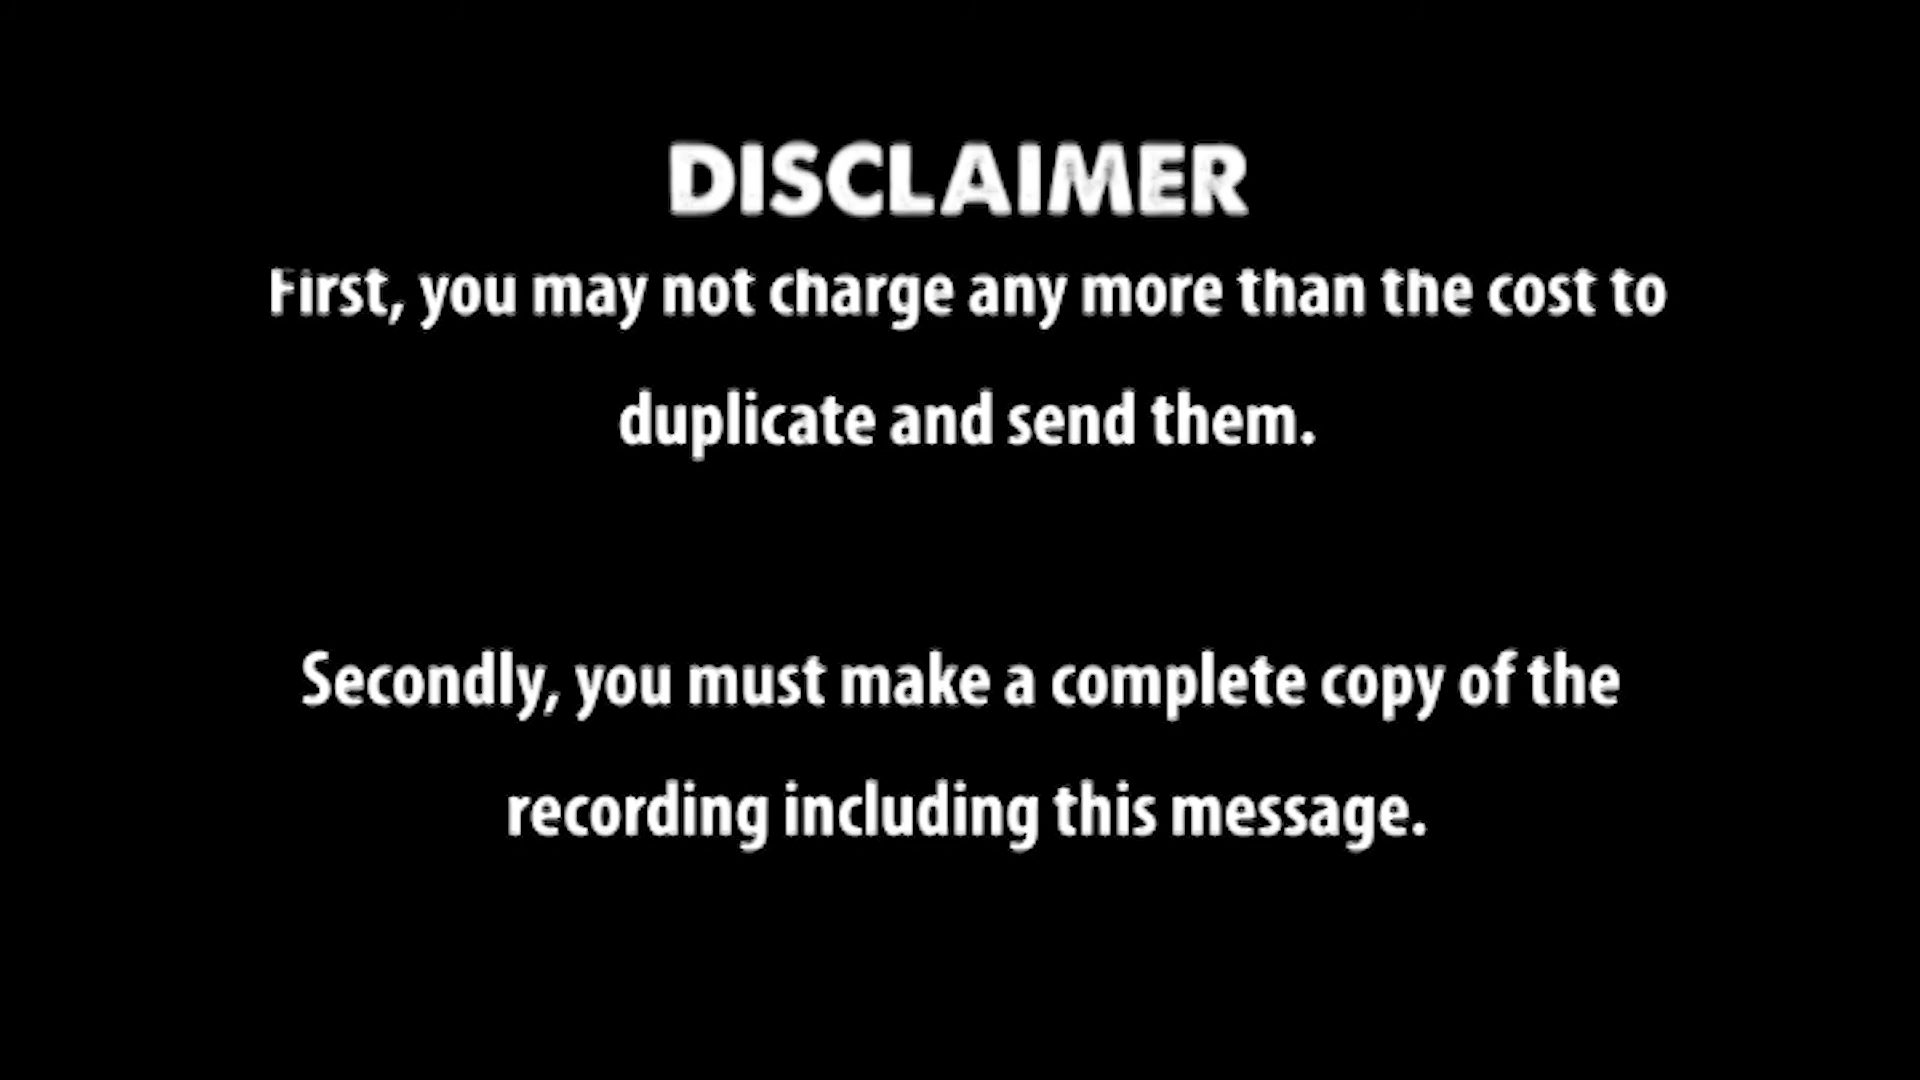 DISCLAIMER
First, you may not charge any more than the cost to
duplicate and send them.
Secondly, you must make a complete copy of the
recording including this message.